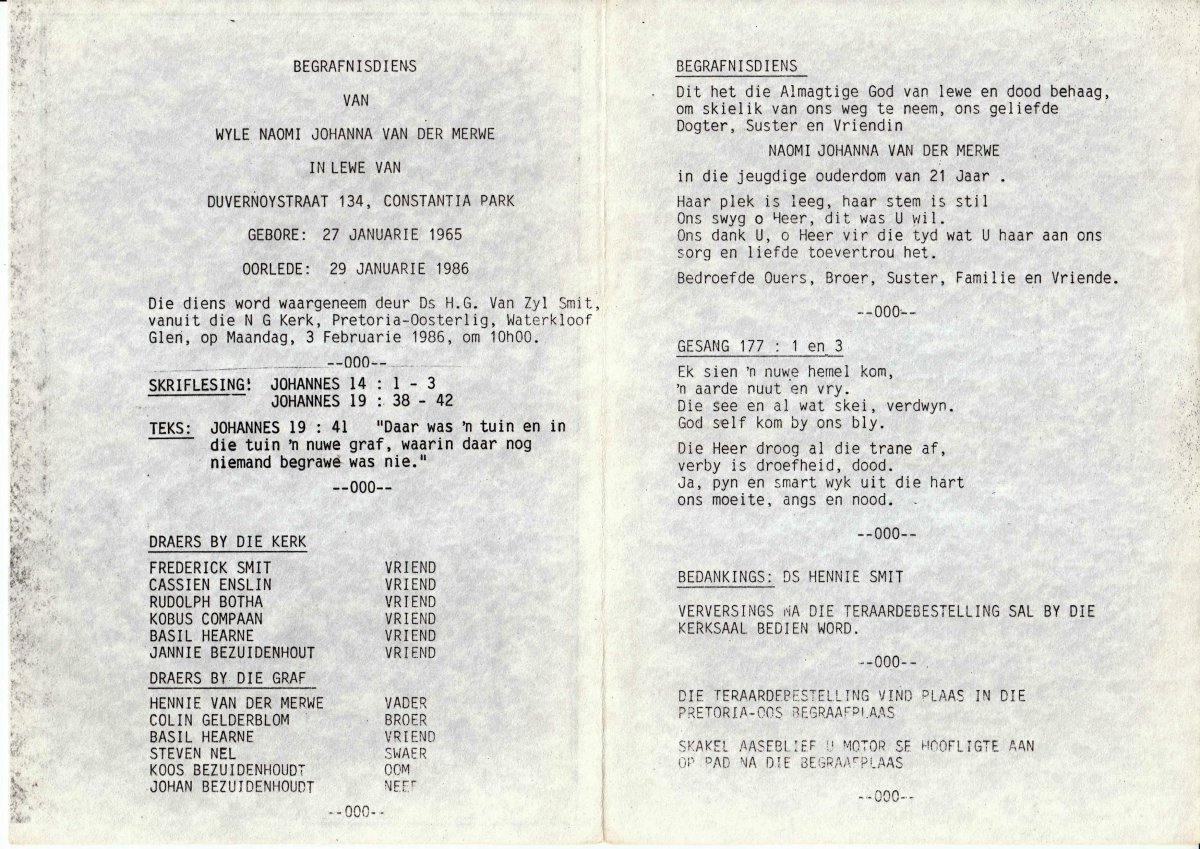 BEGRAFNISDIENS
VAN
WYLE NAOMI JOHANNA VAN DER MERWE
IN LEWE VAN
DUVERNOYSTRAAT 134, CONSTANTIA PARK
GEBORE: 27 JANUARIE 1965
OORLEDE: 29 JANUARIE 1986
Die diens word waargeneem deur Ds H.G. Van Zyl Smit,
vanuit die N G Kerk, Pretoria-Oosterlig, Waterkloof
Glen, op Maandag, 3 Februarie 1986, om 10h00.
--000--
SKRIFLESING! JOHANNES 14 : 1 - 3
JOHANNES 19 : 38 - 42
TEKS: JOHANNES 19 : 41 "Daar was 'n tuin en in
die tuin 'n nuwe graf, waarin daar nog
niemand begrawe was nie."
--000--
DRAERS BY DIE KERK
FREDERICK SMIT VRIEND
CASSIEN ENSLIN VRIEND
RUDOLPH BOTHA VRIEND
KOBUS COMPAAN VRIEND
BASIL HEARNE VRIEND
JANNIE BEZUIDENHOUT VRIEND
DRAERS BY DIE GRAF
HENNIE VAN DER MERWE VADER
COLIN GELDERBLOM BROER
BASIL HEARNE VRIEND
STEVEN NEL SWAER
KOOS BEZUIDENHOUDT OOM
JOHAN BEZUIDENHOUDT NEEF
--000--
BEGRAFNISDIENS
Dit het die Almagtige God van lewe en dood behaag,
om skielik van ons weg te neem, ons geliefde
Dogter, Suster en Vriendin
NAOMI JOHANNA VAN DER MERWE
in die jeugdige ouderdom van 21 Jaar .
Haar plek is leeg, haar stem is stil
Ons swyg o Heer, dit was U wil.
Ons dank U, o Heer vir die tyd wat U haar aan ons
sorg en liefde toevertrou het.
Bedroefde Ouers, Broer, Suster, Familie en Vriende.
--000--
GESANG 177 : 1 en 3
Ek sien 'n nuwe hemel kom,
'n aarde nuut en vry.
Die see en al wat skei, verdwyn.
God self kom by ons bly.
Die Heer droog al die trane af,
verby is droefheid, dood.
Ja, pyn en smart wyk uit die hart
ons moeite, angs en nood.
--000--
BEDANKINGS: DS HENNIE SMIT
VERVERSINGS NA DIE TERAARDEBESTELLING SAL BY DIE
KERKSAAL BEDIEN WORD.
--000--
DIE TERAARDEBESTELLING VIND PLAAS IN DIE
PRETORIA-OOS BEGRAAFPLAAS
SKAKEL AASEBLIEF U MOTOR SE HOOFLIGTE AAN
OP PAD NA DIE BEGRAAFPLAAS
--000--